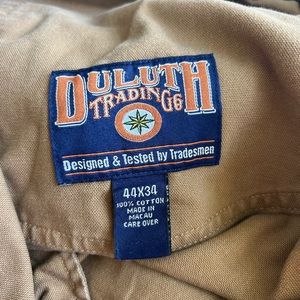 DULUTH
TRADING CO
Designed & Tested by Tradesmen
44X34
100% COTTON
MADE IN
MACAU
CARE OVER